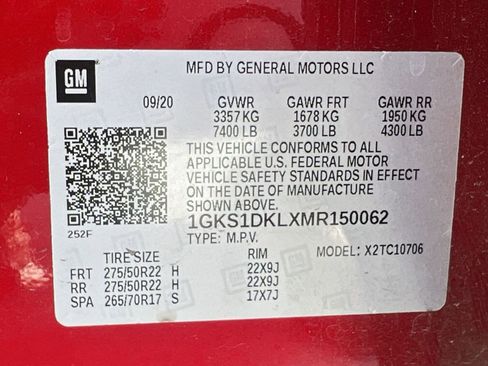 GM
MFD BY GENERAL MOTORS LLC
09/20 GVWR GAWR FRT GAWR RR
3357 KG 1678 KG 1950 KG
7400 LB 3700 LB 4300 LB
THIS VEHICLE CONFORMS TO ALL
APPLICABLE U.S. FEDERAL MOTOR
VEHICLE SAFETY STANDARDS IN EFFECT
ON THE DATE OF MANUFACTURE
SHOWN ABOVE.
252F 1GKS1DKLXMR150062
TYPE: M.P.V. MODEL: X2TC10706
TIRE SIZE RIM
FRT 275/50R22 H 22X9J
RR 275/50R22 H 22X9J
SPA 265/70R17 S 17X7J